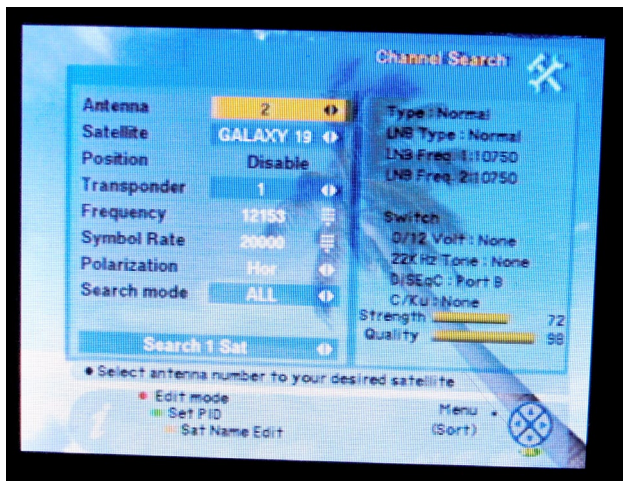 Channel Search
Antenna 2
Satellite GALAXY 19
Position Disable
Transponder 1
Frequency 12153
Symbol Rate 20000
Polarization Hor
Search mode ALL
Search 1 Sat
Type : Normal
LNB Type : Normal
LNB Freq. 1:10750
LNB Freq. 2:10750
Switch
0/12 Volt : None
22KHz Tone : None
DiSEqC : Port B
C/Ku : None
Strength 72
Quality 98
Select antenna number to your desired satellite
Edit mode
Set PID
Sat Name Edit
Menu
(Sort)